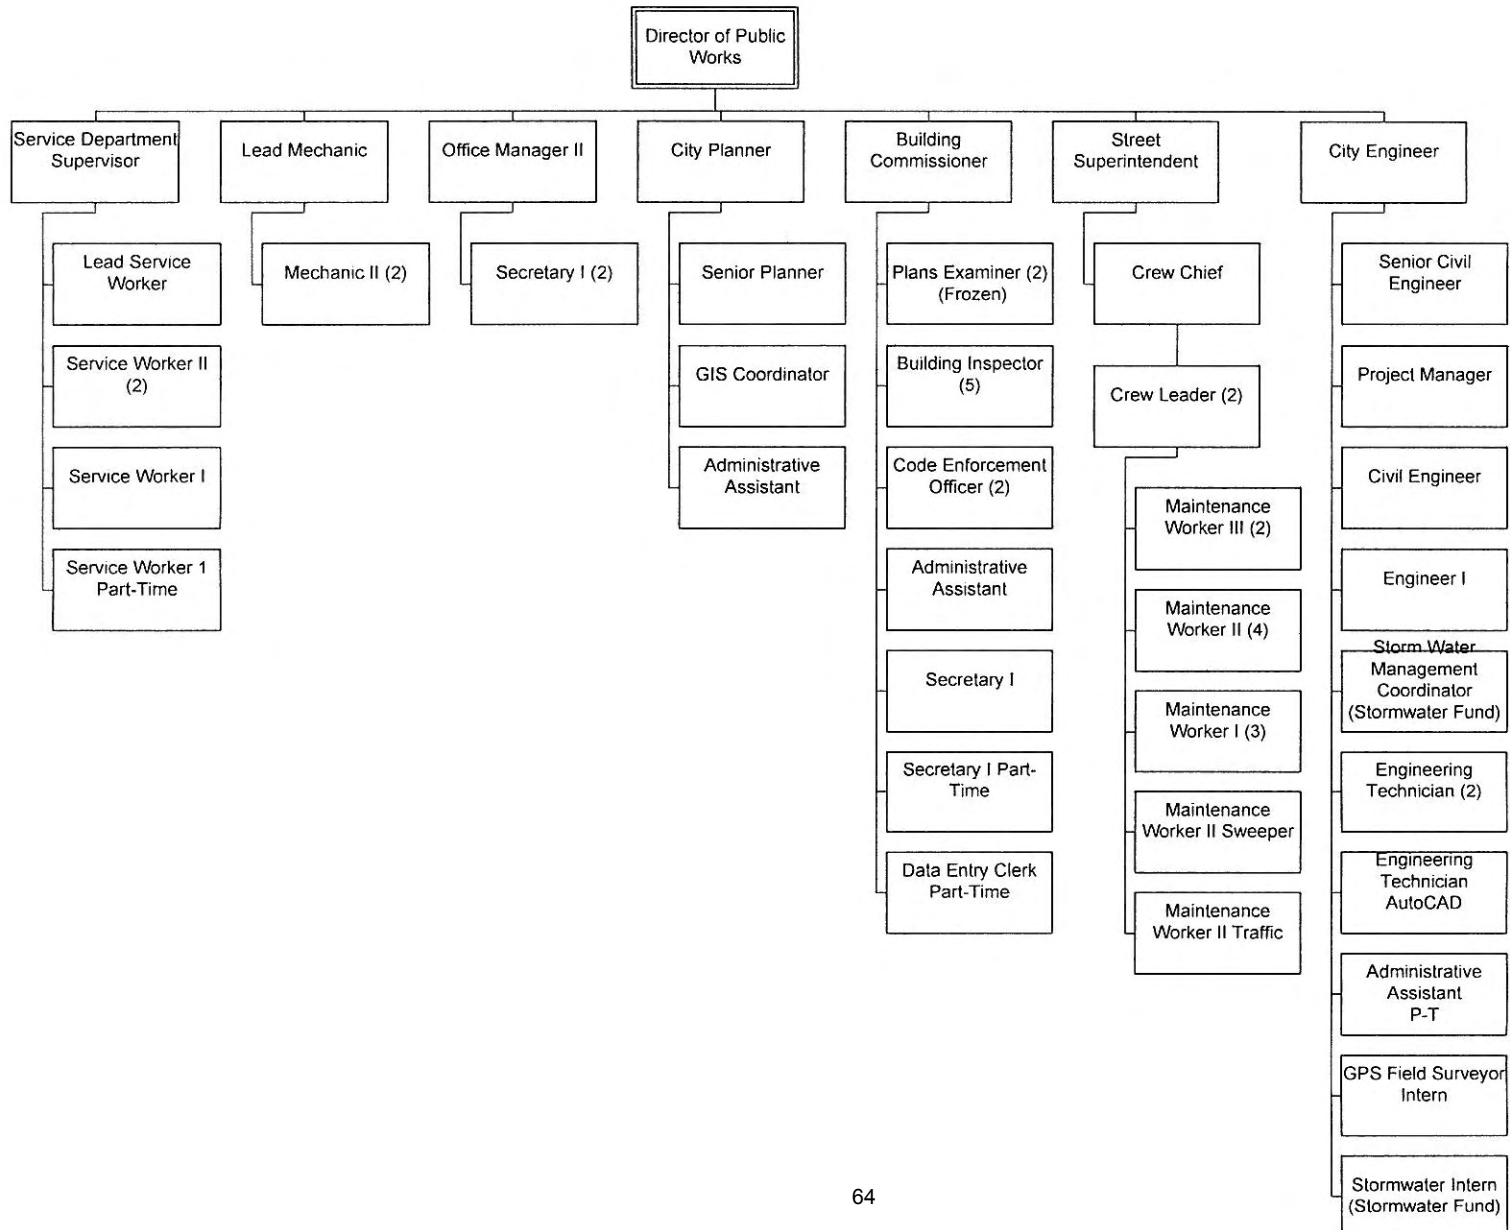 Director of Public
Works
Service Department
Supervisor
Lead Mechanic
Office Manager II
City Planner
Building
Commissioner
Street
Superintendent
City Engineer
Lead Service
Worker
Service Worker II
(2)
Service Worker I
Service Worker 1
Part-Time
Mechanic II (2)
Secretary I (2)
Senior Planner
GIS Coordinator
Administrative
Assistant
Plans Examiner (2)
(Frozen)
Building Inspector
(5)
Code Enforcement
Officer (2)
Administrative
Assistant
Secretary I
Secretary I Part-
Time
Data Entry Clerk
Part-Time
Crew Chief
Crew Leader (2)
Maintenance
Worker III (2)
Maintenance
Worker II (4)
Maintenance
Worker I (3)
Maintenance
Worker II Sweeper
Maintenance
Worker II Traffic
Senior Civil
Engineer
Project Manager
Civil Engineer
Engineer I
Storm Water
Management
Coordinator
(Stormwater Fund)
Engineering
Technician (2)
Engineering
Technician
AutoCAD
Administrative
Assistant
P-T
GPS Field Surveyor
Intern
Stormwater Intern
(Stormwater Fund)
64